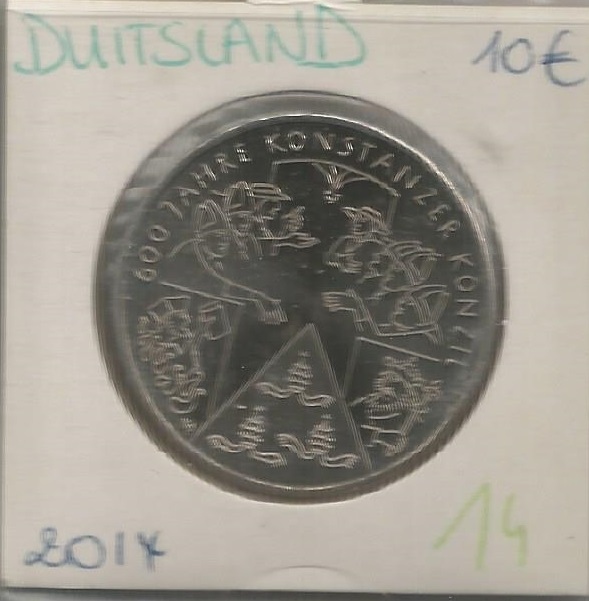 DUITSLAND 10€
600 JAHRE KONSTANZER KONZIL
2014 14